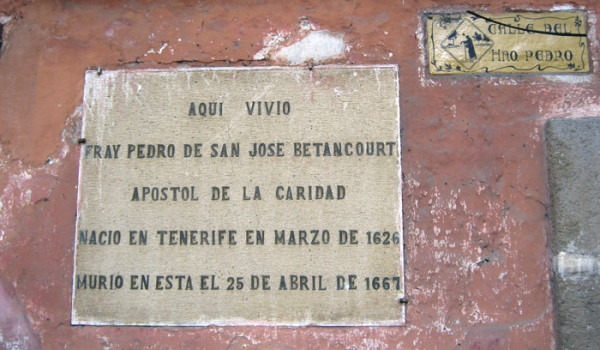 AQUI VIVIO
FRAY PEDRO DE SAN JOSE BETANCOURT
APOSTOL DE LA CARIDAD
NACIO EN TENERIFE EN MARZO DE 1626
MURIO EN ESTA EL 25 DE ABRIL DE 1667
CALLE DEL
HNO PEDRO